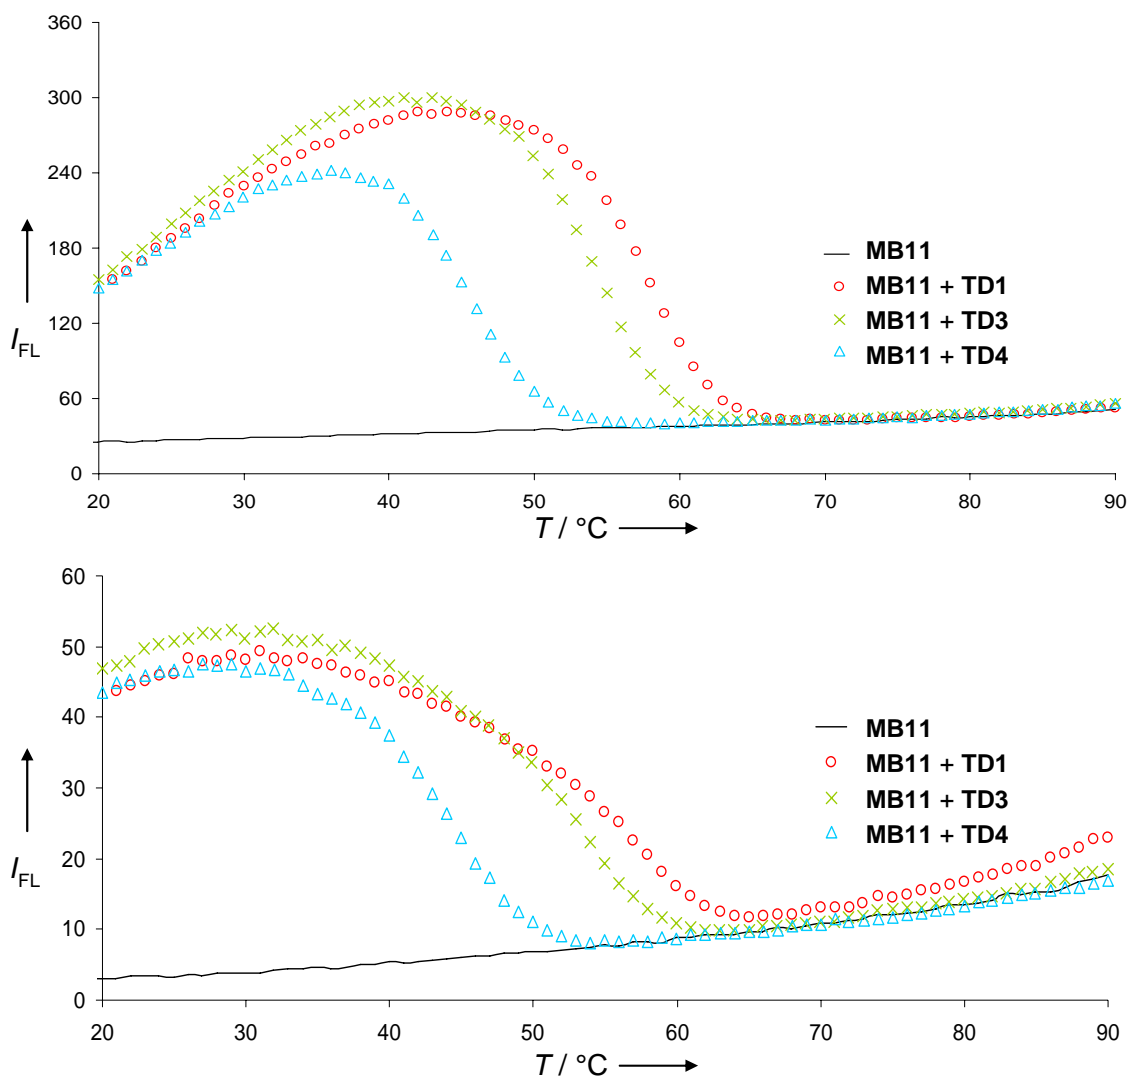 360
300
240
180
120
60
0
I_FL
MB11
MB11 + TD1
MB11 + TD3
MB11 + TD4
20 30 40 50 60 70 80 90
T / °C
60
50
40
30
20
10
0
I_FL
MB11
MB11 + TD1
MB11 + TD3
MB11 + TD4
20 30 40 50 60 70 80 90
T / °C